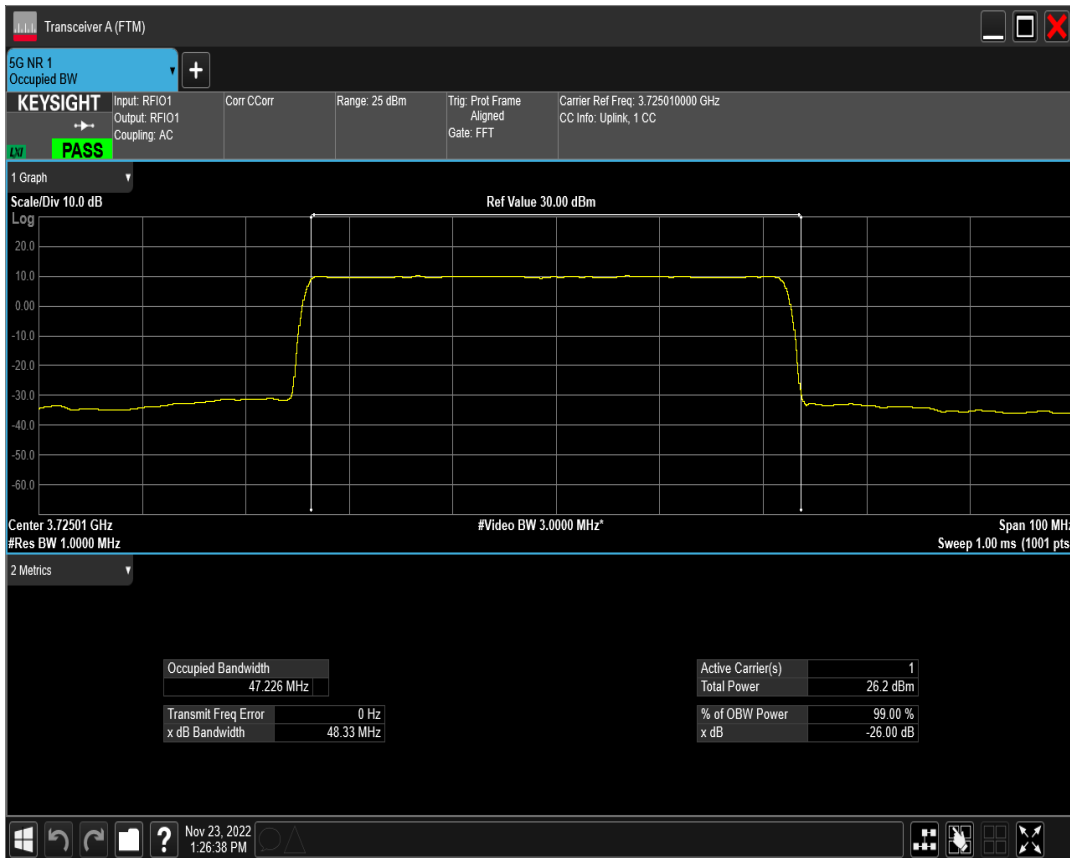 Transceiver A (FTM)
5G NR 1
Occupied BW
+
KEYSIGHT
LXI
PASS
Input: RFIO1
Output: RFIO1
Coupling: AC
Corr CCorr
Range: 25 dBm
Trig: Prot Frame
Aligned
Gate: FFT
Carrier Ref Freq: 3.725010000 GHz
CC Info: Uplink, 1 CC
1 Graph
Scale/Div 10.0 dB
Ref Value 30.00 dBm
Log
20.0
10.0
0.00
-10.0
-20.0
-30.0
-40.0
-50.0
-60.0
Center 3.72501 GHz
#Video BW 3.0000 MHz*
Span 100 MHz
#Res BW 1.0000 MHz
Sweep 1.00 ms (1001 pts
2 Metrics
Occupied Bandwidth
47.226 MHz
Transmit Freq Error 0 Hz
x dB Bandwidth 48.33 MHz
Active Carrier(s) 1
Total Power 26.2 dBm
% of OBW Power 99.00 %
x dB -26.00 dB
?
Nov 23, 2022
1:26:38 PM